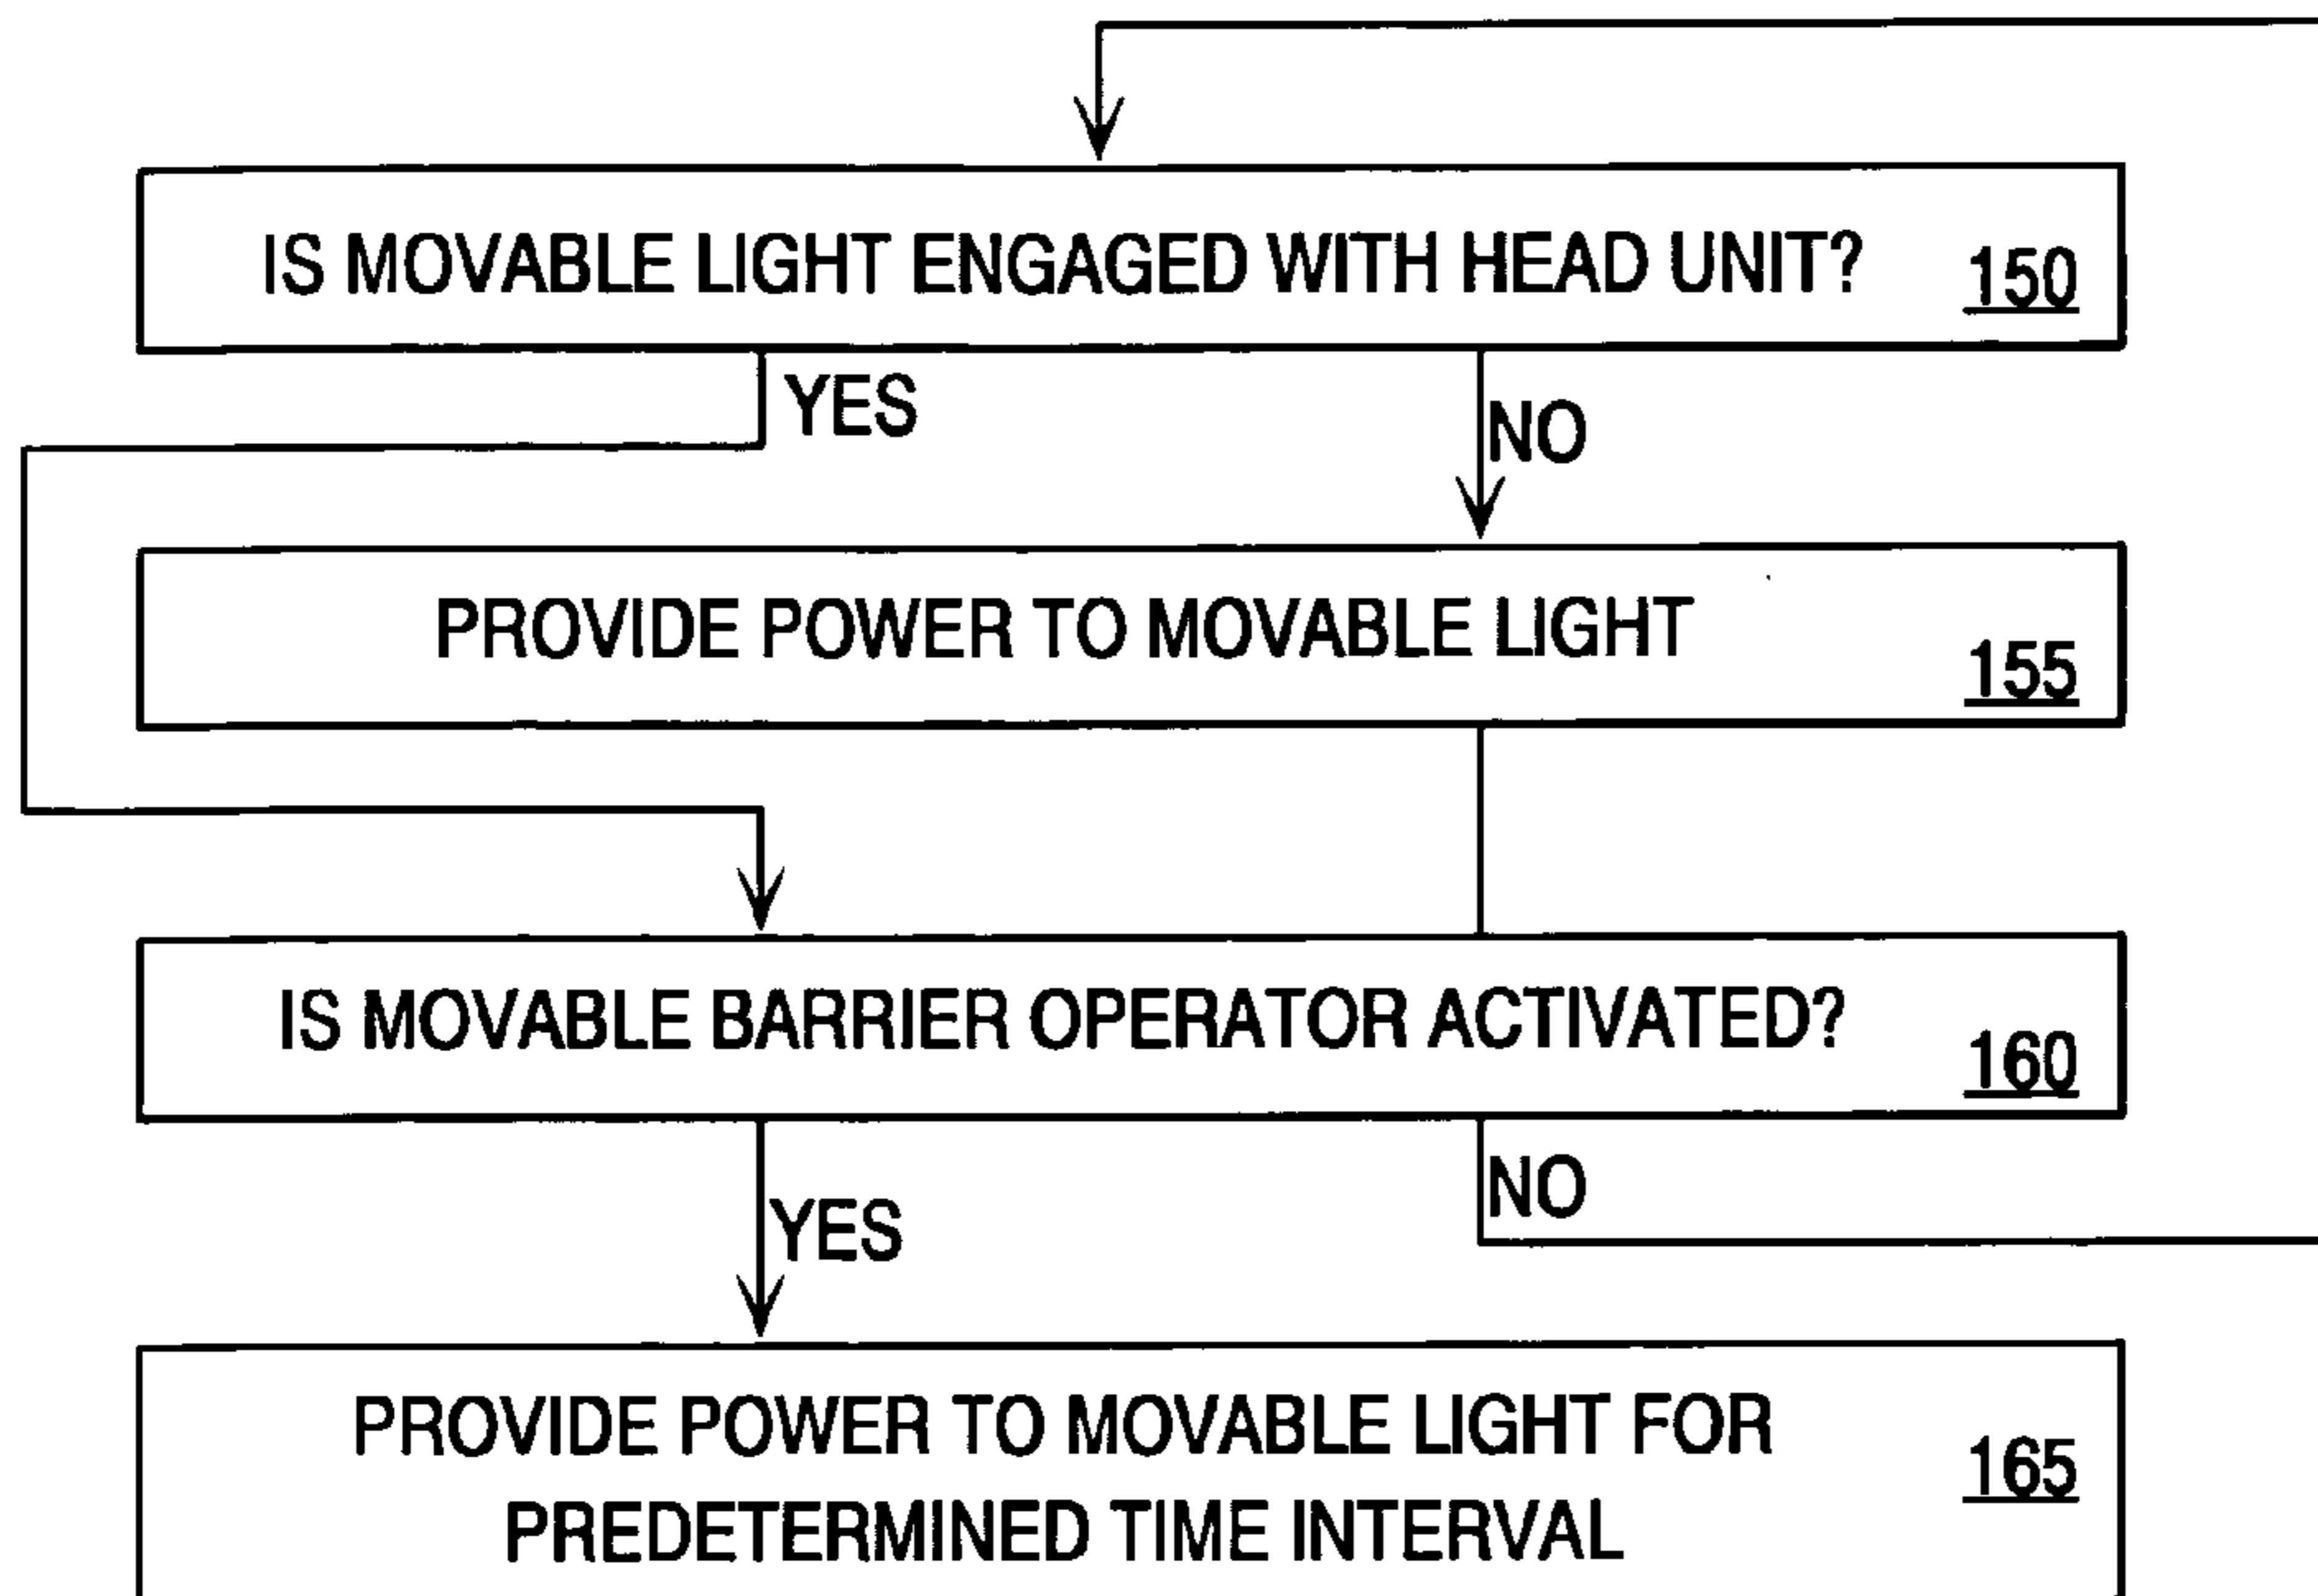 IS MOVABLE LIGHT ENGAGED WITH HEAD UNIT? 150
YES
NO
PROVIDE POWER TO MOVABLE LIGHT 155
IS MOVABLE BARRIER OPERATOR ACTIVATED? 160
NO
YES
PROVIDE POWER TO MOVABLE LIGHT FOR 165
PREDETERMINED TIME INTERVAL